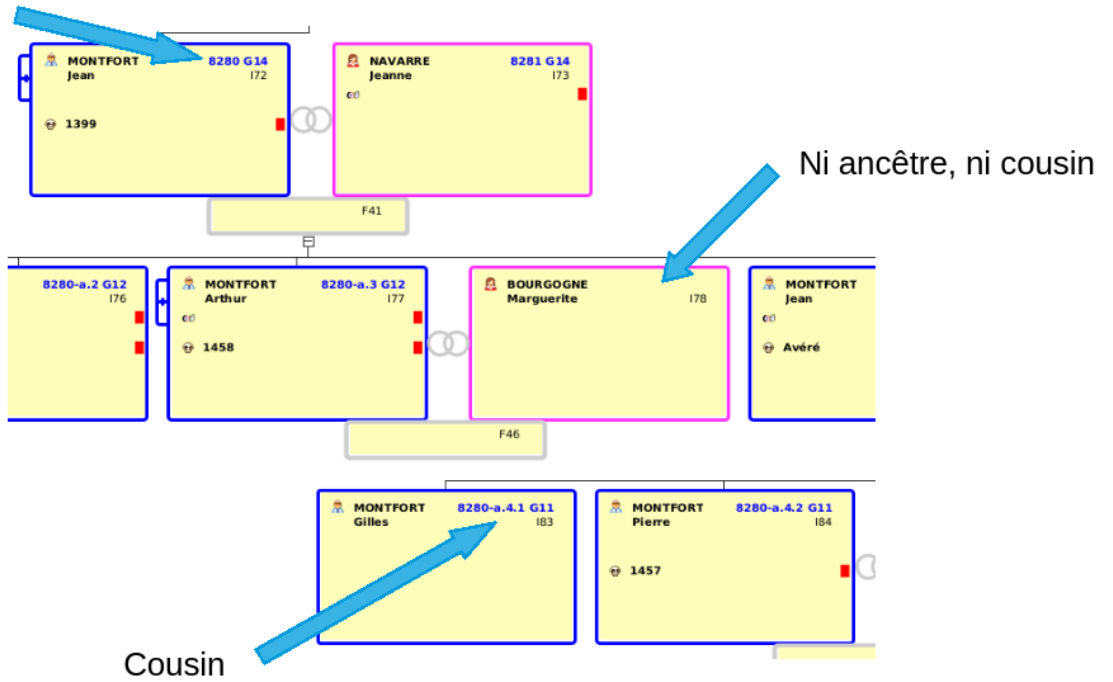 MONTFORT 8280 G14
Jean I72
1399
NAVARRE 8281 G14
Jeanne I73
F41
Ni ancêtre, ni cousin
8280-a.2 G12
I76
MONTFORT 8280-a.3 G12
Arthur I77
1458
BOURGOGNE
Marguerite I78
MONTFORT
Jean
Avéré
F46
MONTFORT 8280-a.4.1 G11
Gilles I83
MONTFORT 8280-a.4.2 G11
Pierre I84
1457
Cousin